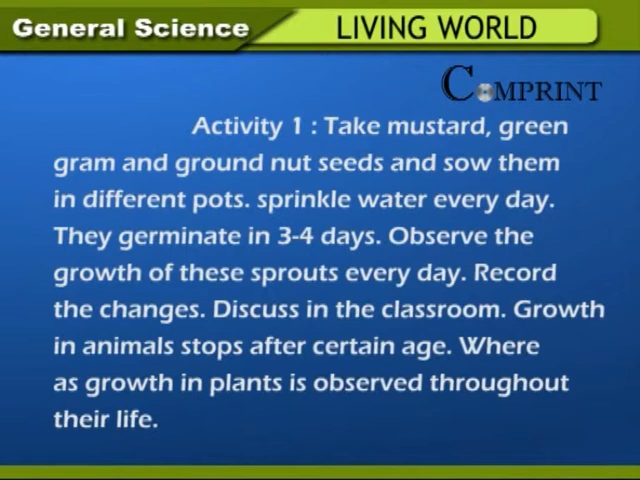 General Science
LIVING WORLD
COMPRINT
Activity 1 : Take mustard, green
gram and ground nut seeds and sow them
in different pots. sprinkle water every day.
They germinate in 3-4 days. Observe the
growth of these sprouts every day. Record
the changes. Discuss in the classroom. Growth
in animals stops after certain age. Where
as growth in plants is observed throughout
their life.